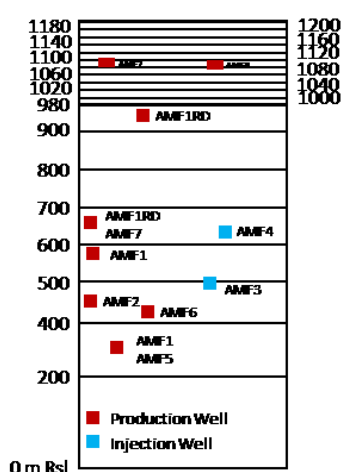 1180
1200
1140
1160
1100
1120
1060
1080
1020
1040
980
1000
AMF1RD
900
800
700
AMF1RD
AMF7
AMF4
600
AMF1
500
AMF3
AMF2
AMF6
400
AMF1
AMF5
200
Production Well
Injection Well
0 m Rsl